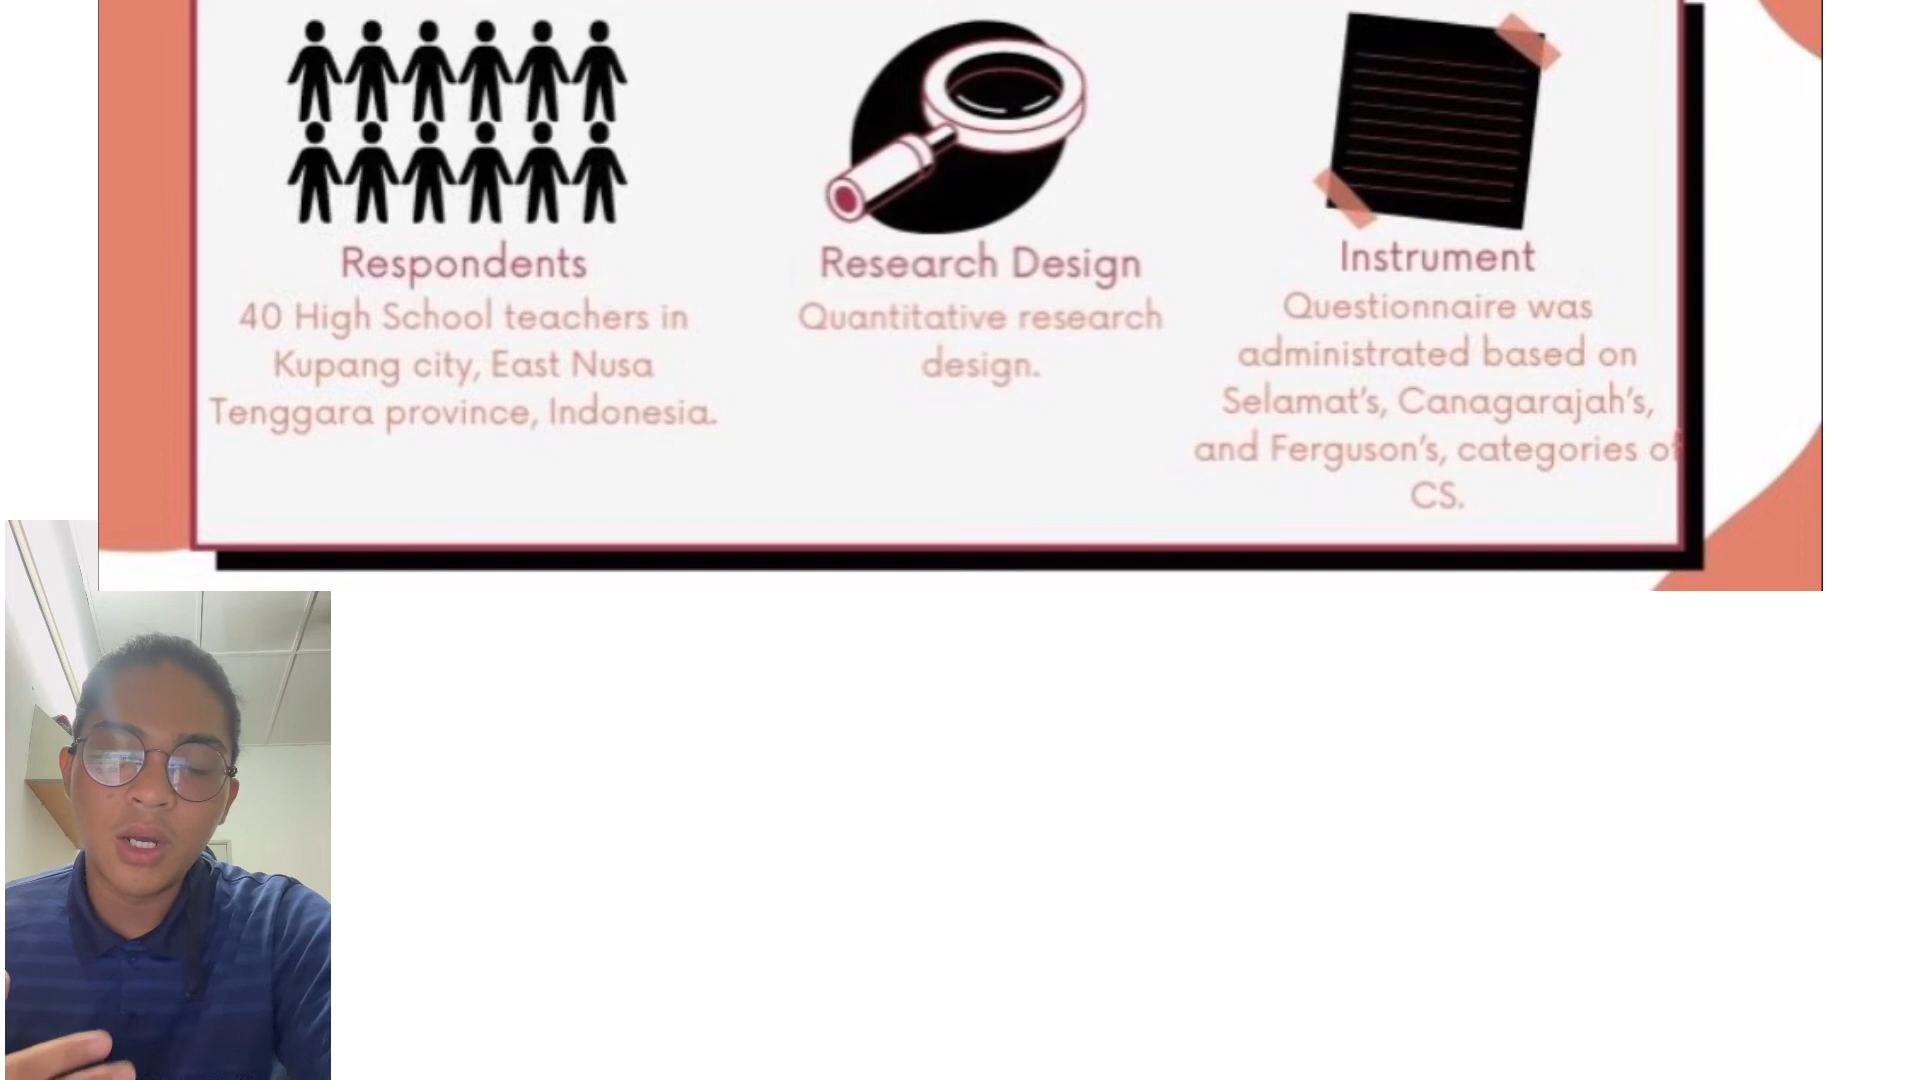 Respondents
40 High School teachers in
Kupang city, East Nusa
Tenggara province, Indonesia.
Research Design
Quantitative research
design.
Instrument
Questionnaire was
administrated based on
Selamat's, Canagarajah's,
and Ferguson's, categories of
CS.